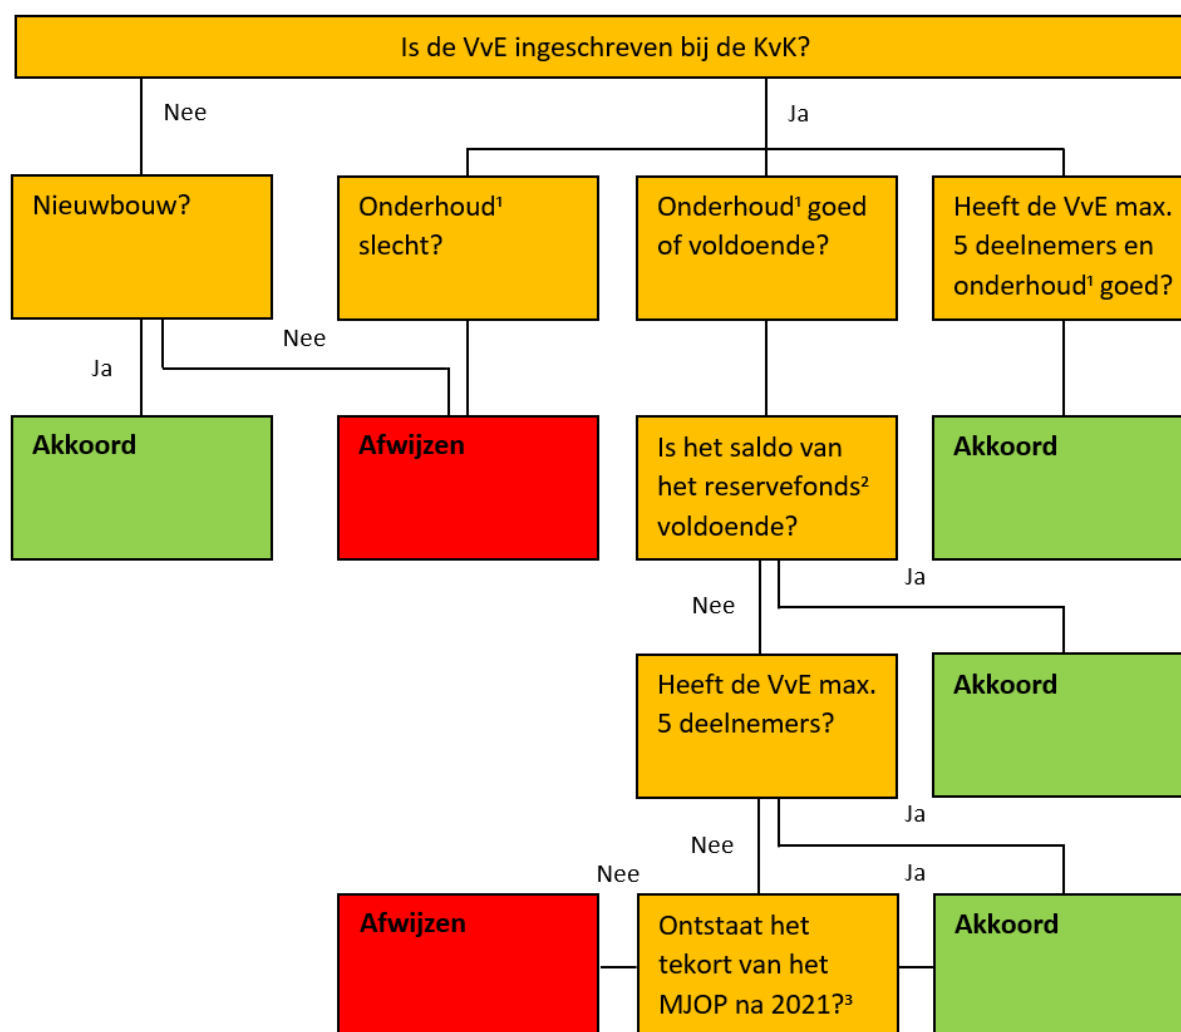 Is de VvE ingeschreven bij de KvK?
Nee
Ja
Nieuwbouw?
Onderhoud¹
slecht?
Onderhoud¹ goed
of voldoende?
Heeft de VvE max.
5 deelnemers en
onderhoud¹ goed?
Nee
Ja
Akkoord
Afwijzen
Is het saldo van
het reservefonds²
voldoende?
Akkoord
Ja
Nee
Heeft de VvE max.
5 deelnemers?
Akkoord
Ja
Nee
Nee
Ja
Afwijzen
Ontstaat het
tekort van het
MJOP na 2021?³
Akkoord